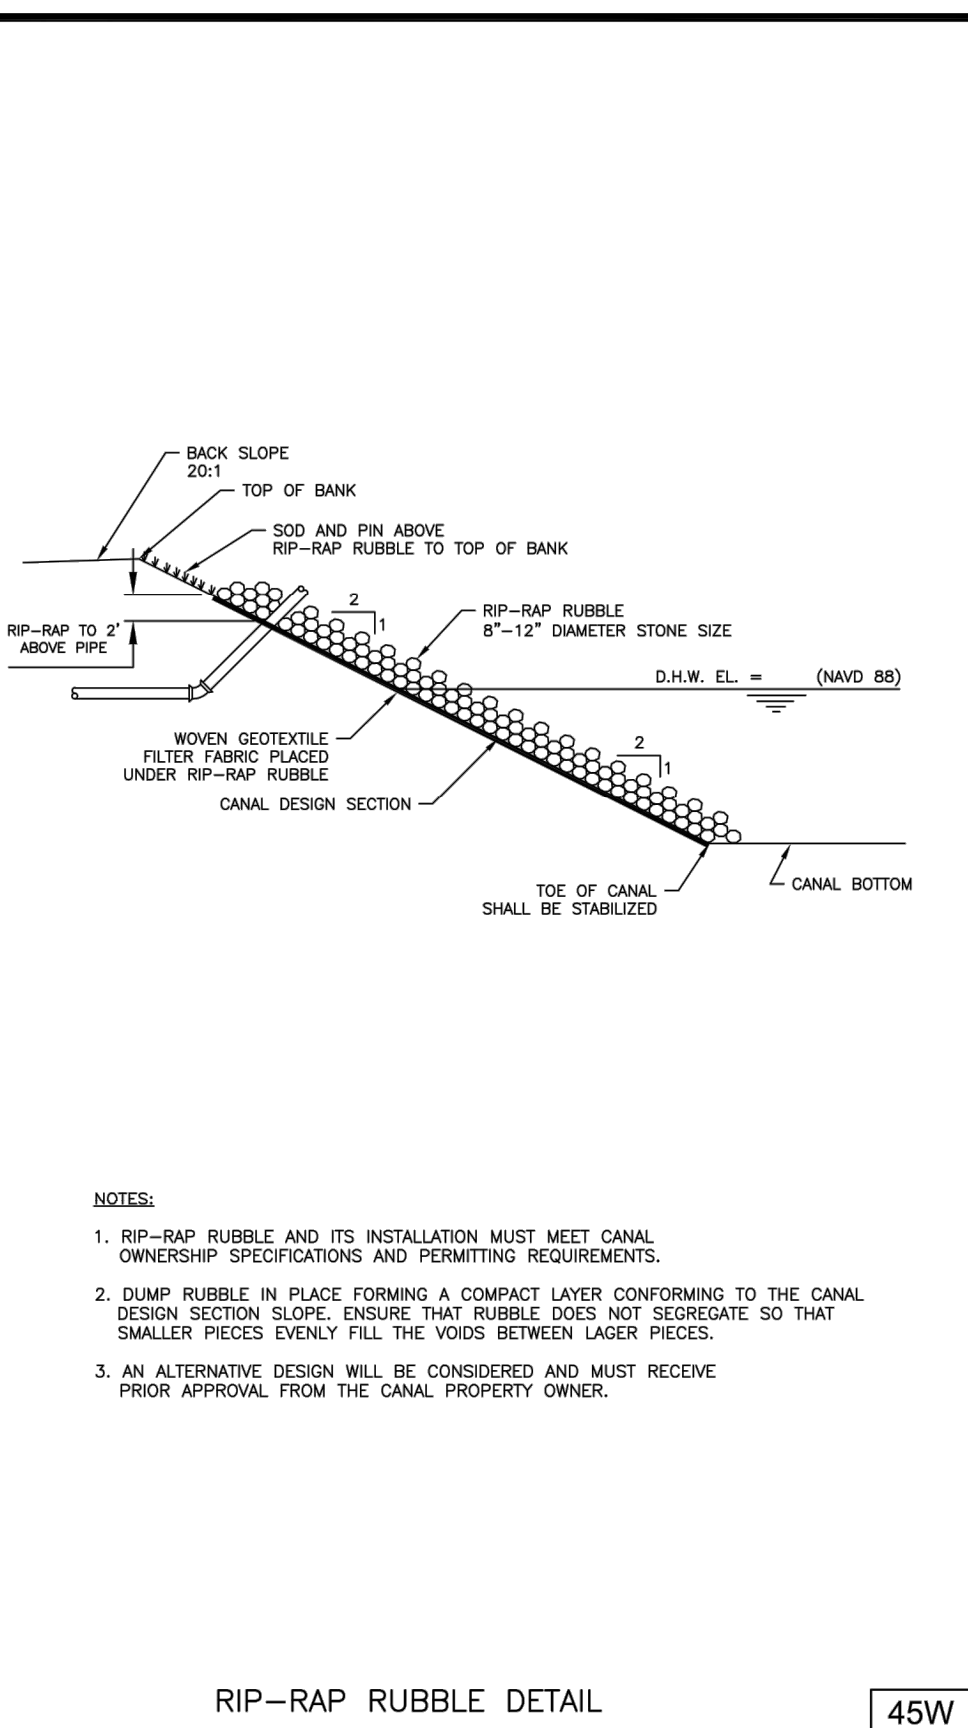 BACK SLOPE
20:1
TOP OF BANK
SOD AND PIN ABOVE
RIP-RAP RUBBLE TO TOP OF BANK
2
1
RIP-RAP RUBBLE
8"-12" DIAMETER STONE SIZE
RIP-RAP TO 2'
ABOVE PIPE
D.H.W. EL. = (NAVD 88)
WOVEN GEOTEXTILE
FILTER FABRIC PLACED
UNDER RIP-RAP RUBBLE
2
1
CANAL DESIGN SECTION
TOE OF CANAL
SHALL BE STABILIZED
CANAL BOTTOM
NOTES:
1. RIP-RAP RUBBLE AND ITS INSTALLATION MUST MEET CANAL
OWNERSHIP SPECIFICATIONS AND PERMITTING REQUIREMENTS.
2. DUMP RUBBLE IN PLACE FORMING A COMPACT LAYER CONFORMING TO THE CANAL
DESIGN SECTION SLOPE. ENSURE THAT RUBBLE DOES NOT SEGREGATE SO THAT
SMALLER PIECES EVENLY FILL THE VOIDS BETWEEN LAGER PIECES.
3. AN ALTERNATIVE DESIGN WILL BE CONSIDERED AND MUST RECEIVE
PRIOR APPROVAL FROM THE CANAL PROPERTY OWNER.
RIP-RAP RUBBLE DETAIL
45W